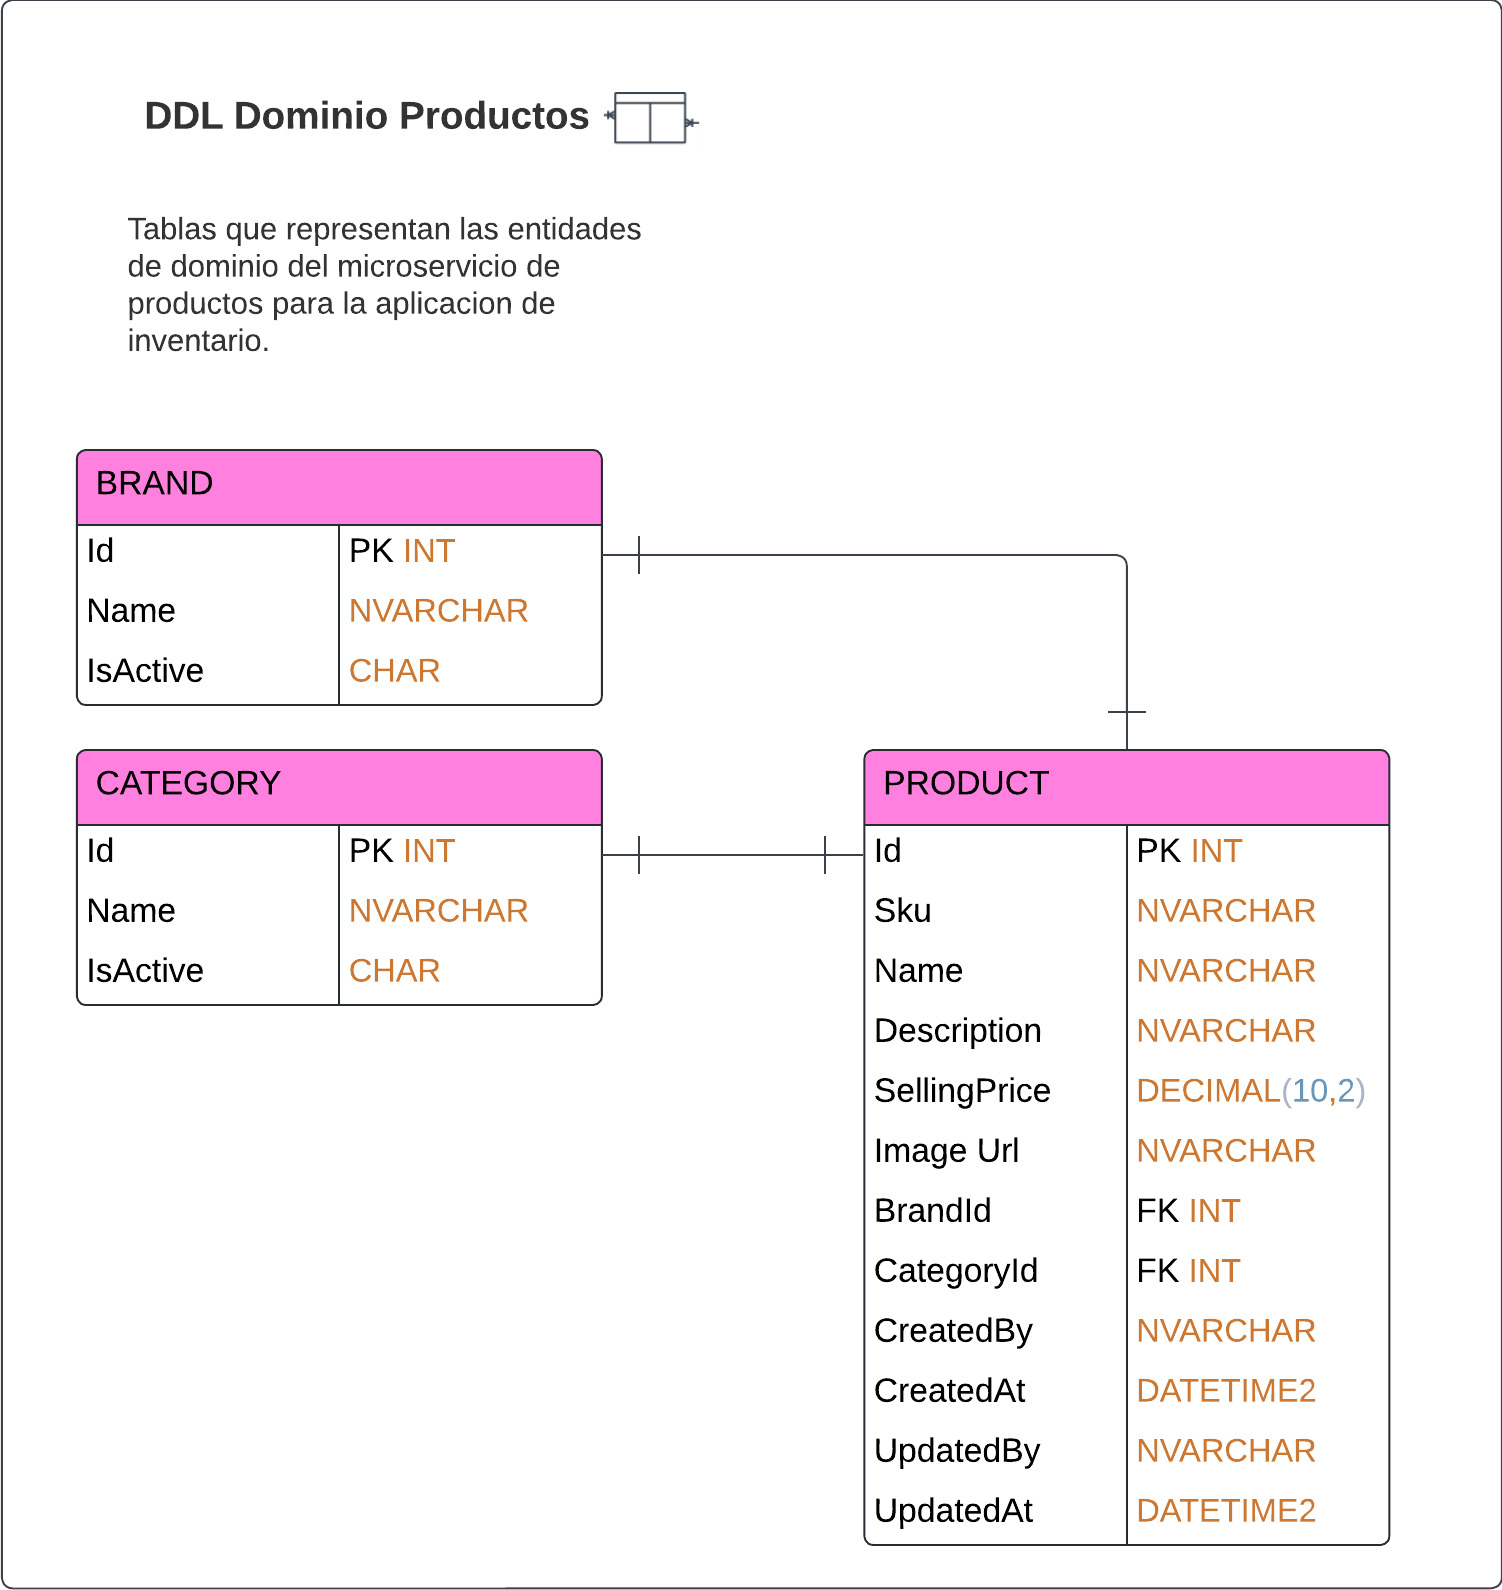 DDL Dominio Productos
Tablas que representan las entidades
de dominio del microservicio de
productos para la aplicacion de
inventario.
BRAND
Id PK INT
Name NVARCHAR
IsActive CHAR
CATEGORY
Id PK INT
Name NVARCHAR
IsActive CHAR
PRODUCT
Id PK INT
Sku NVARCHAR
Name NVARCHAR
Description NVARCHAR
SellingPrice DECIMAL(10,2)
Image Url NVARCHAR
BrandId FK INT
CategoryId FK INT
CreatedBy NVARCHAR
CreatedAt DATETIME2
UpdatedBy NVARCHAR
UpdatedAt DATETIME2